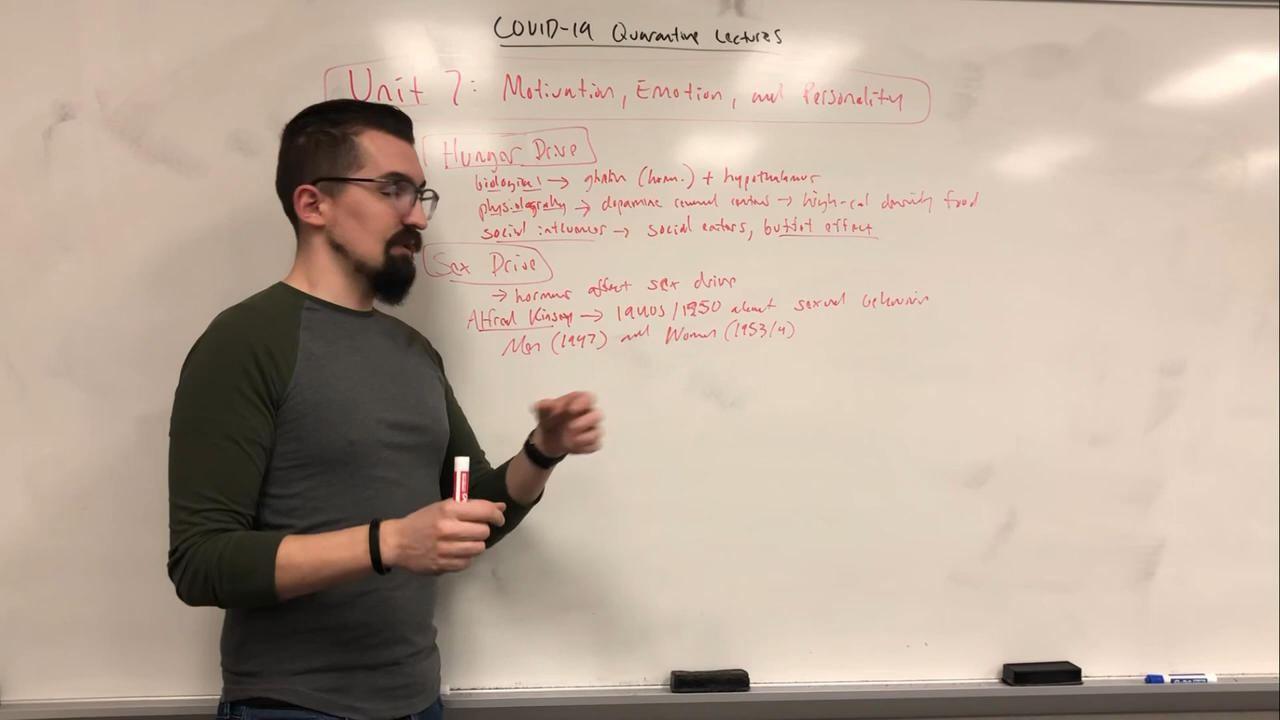 COVID-19 Quarantine Lectures
Unit 7: Motivation, Emotion, and Personality
Hunger Drive
biological → ghrelin (horm.) + hypothalamus
physiologically → dopamine reward centers → high-cal density food
social influences → social eaters, buffet effect
Sex Drive
→ hormones affect sex drive
Alfred Kinsey → 1940s/1950 about sexual behaviors
Men (1947) and Women (1953/4)